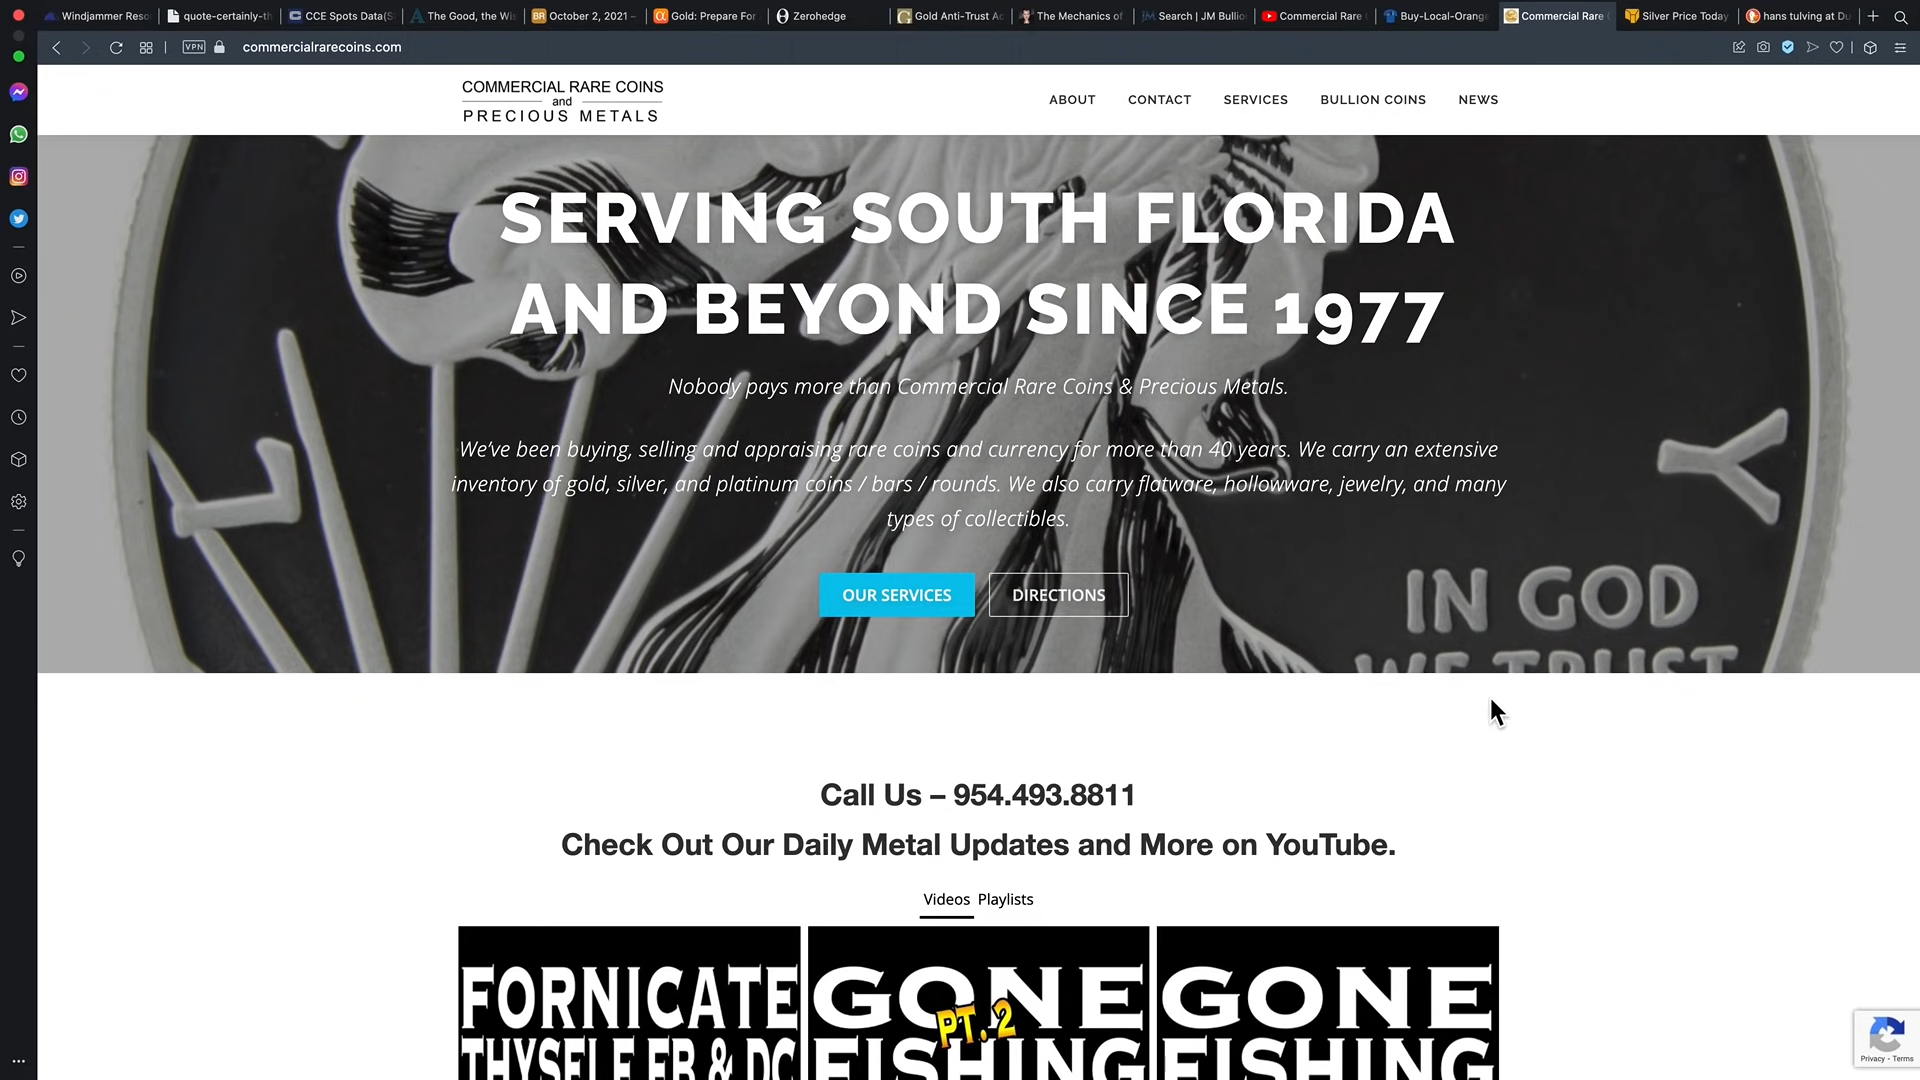 Windjammer Reso
quote-certainly-th
CCE Spots Data(S
The Good, the Wi
October 2, 2021 –
Gold: Prepare For
Zerohedge
Gold Anti-Trust Ac
The Mechanics of
Search | JM Bullio
Commercial Rare
Buy-Local-Orange
Commercial Rare
Silver Price Today
hans tulving at Du
VPN
commercialrarecoins.com
COMMERCIAL RARE COINS
and
PRECIOUS METALS
ABOUT
CONTACT
SERVICES
BULLION COINS
NEWS
SERVING SOUTH FLORIDA
AND BEYOND SINCE 1977
Nobody pays more than Commercial Rare Coins & Precious Metals.
We've been buying, selling and appraising rare coins and currency for more than 40 years. We carry an extensive
inventory of gold, silver, and platinum coins / bars / rounds. We also carry flatware, hollowware, jewelry, and many
types of collectibles.
OUR SERVICES
DIRECTIONS
L
Y
IN GOD
WE TRUST
Call Us – 954.493.8811
Check Out Our Daily Metal Updates and More on YouTube.
Videos
Playlists
FORNICATE
THYSELF FB & DC
GONE
PT. 2
FISHING
GONE
FISHING
Privacy - Terms